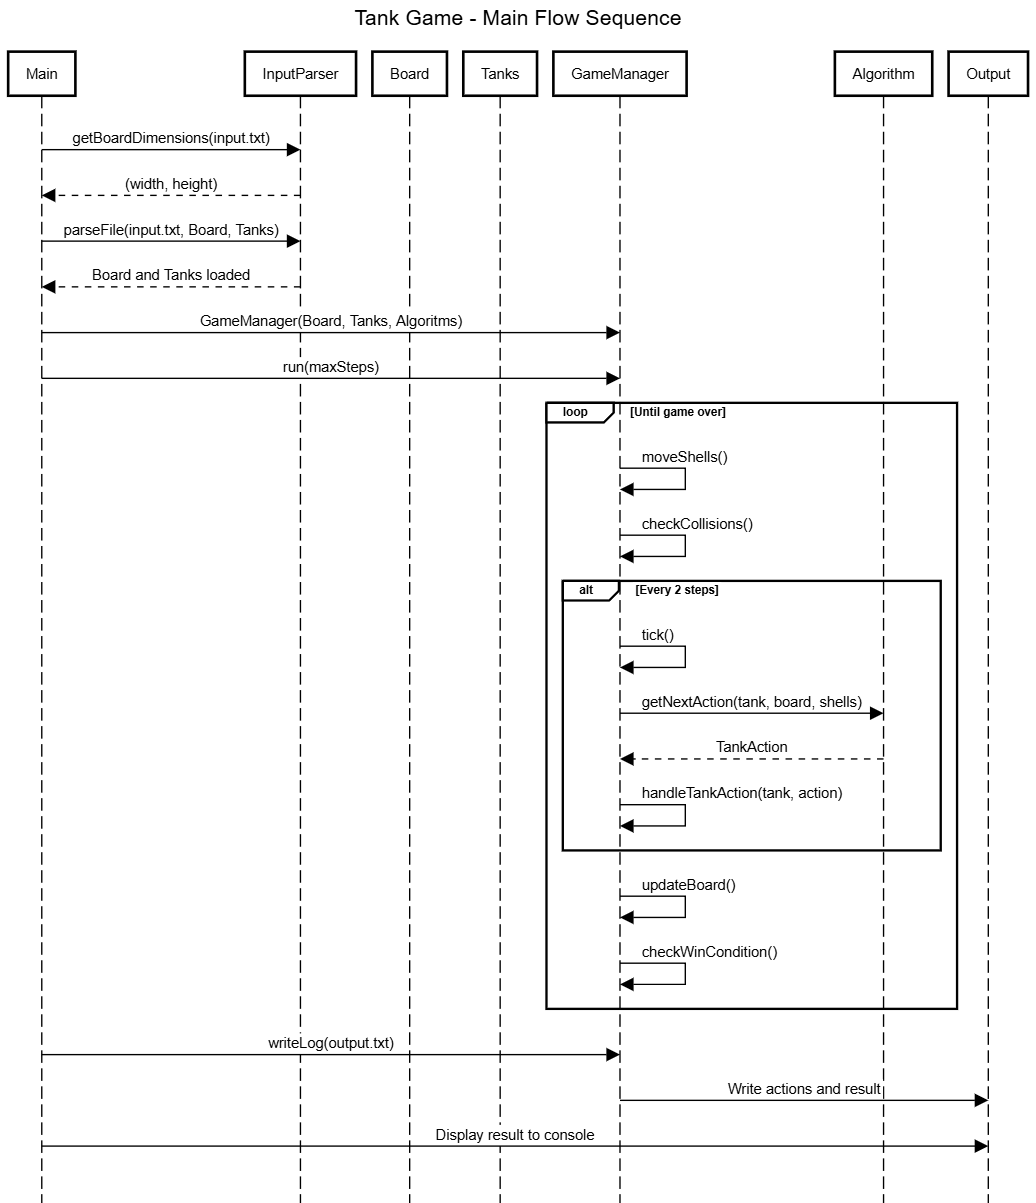 Tank Game - Main Flow Sequence
Main
InputParser
Board
Tanks
GameManager
Algorithm
Output
getBoardDimensions(input.txt)
(width, height)
parseFile(input.txt, Board, Tanks)
Board and Tanks loaded
GameManager(Board, Tanks, Algoritms)
run(maxSteps)
loop
[Until game over]
moveShells()
checkCollisions()
alt
[Every 2 steps]
tick()
getNextAction(tank, board, shells)
TankAction
handleTankAction(tank, action)
updateBoard()
checkWinCondition()
writeLog(output.txt)
Write actions and result
Display result to console